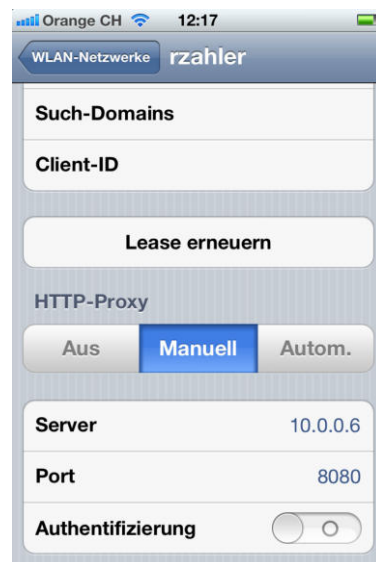 Orange CH 12:17
WLAN-Netzwerke rzahler
Such-Domains
Client-ID
Lease erneuern
HTTP-Proxy
Aus Manuell Autom.
Server 10.0.0.6
Port 8080
Authentifizierung